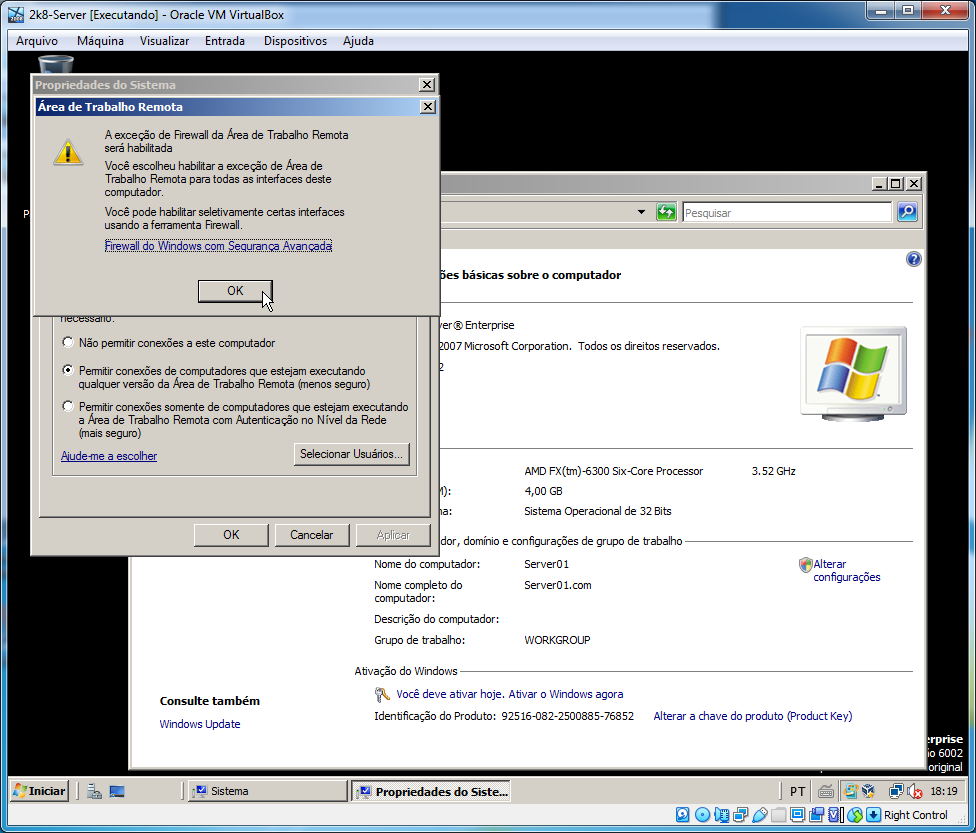 2k8-Server [Executando] - Oracle VM VirtualBox
Arquivo Máquina Visualizar Entrada Dispositivos Ajuda
Propriedades do Sistema
Área de Trabalho Remota
A exceção de Firewall da Área de Trabalho Remota
será habilitada
Você escolheu habilitar a exceção de Área de
Trabalho Remota para todas as interfaces deste
computador.
Você pode habilitar seletivamente certas interfaces
usando a ferramenta Firewall.
Firewall do Windows com Segurança Avançada
OK
necessário.
Não permitir conexões a este computador
Permitir conexões de computadores que estejam executando
qualquer versão da Área de Trabalho Remota (menos seguro)
Permitir conexões somente de computadores que estejam executando
a Área de Trabalho Remota com Autenticação no Nível da Rede
(mais seguro)
Ajude-me a escolher
Selecionar Usuários...
OK Cancelar Aplicar
P
Pesquisar
ões básicas sobre o computador
ver® Enterprise
2007 Microsoft Corporation. Todos os direitos reservados.
2
AMD FX(tm)-6300 Six-Core Processor 3.52 GHz
M): 4,00 GB
na: Sistema Operacional de 32 Bits
dor, domínio e configurações de grupo de trabalho
Nome do computador: Server01
Alterar
configurações
Nome completo do
computador:
Server01.com
Descrição do computador:
Grupo de trabalho: WORKGROUP
Ativação do Windows
Você deve ativar hoje. Ativar o Windows agora
Identificação do Produto: 92516-082-2500885-76852 Alterar a chave do produto (Product Key)
Consulte também
Windows Update
erprise
ão 6002
original
Iniciar Sistema Propriedades do Siste... PT 18:19
Right Control